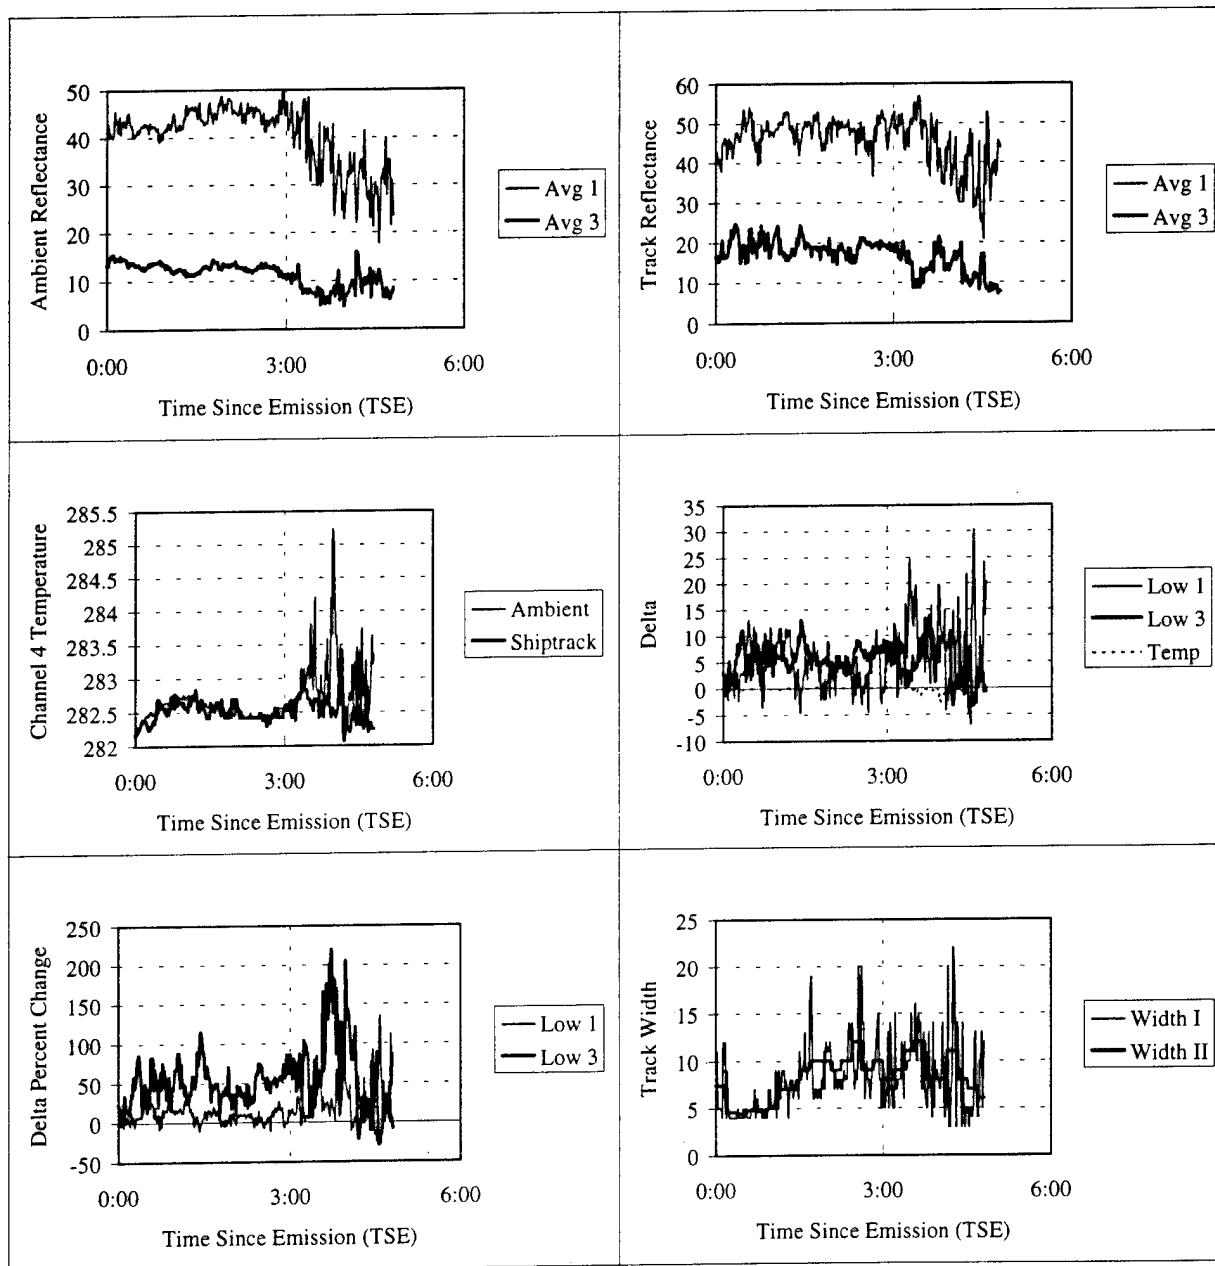 Ambient Reflectance
50
40
30
20
10
0
0:00
3:00
6:00
Time Since Emission (TSE)
Avg 1
Avg 3
Track Reflectance
60
50
40
30
20
10
0
0:00
3:00
6:00
Time Since Emission (TSE)
Avg 1
Avg 3
Channel 4 Temperature
285.5
285
284.5
284
283.5
283
282.5
282
0:00
3:00
6:00
Time Since Emission (TSE)
Ambient
Shiptrack
Delta
35
30
25
20
15
10
5
0
-5
-10
0:00
3:00
6:00
Time Since Emission (TSE)
Low 1
Low 3
Temp
Delta Percent Change
250
200
150
100
50
0
-50
0:00
3:00
6:00
Time Since Emission (TSE)
Low 1
Low 3
Track Width
25
20
15
10
5
0
0:00
3:00
6:00
Time Since Emission (TSE)
Width I
Width II